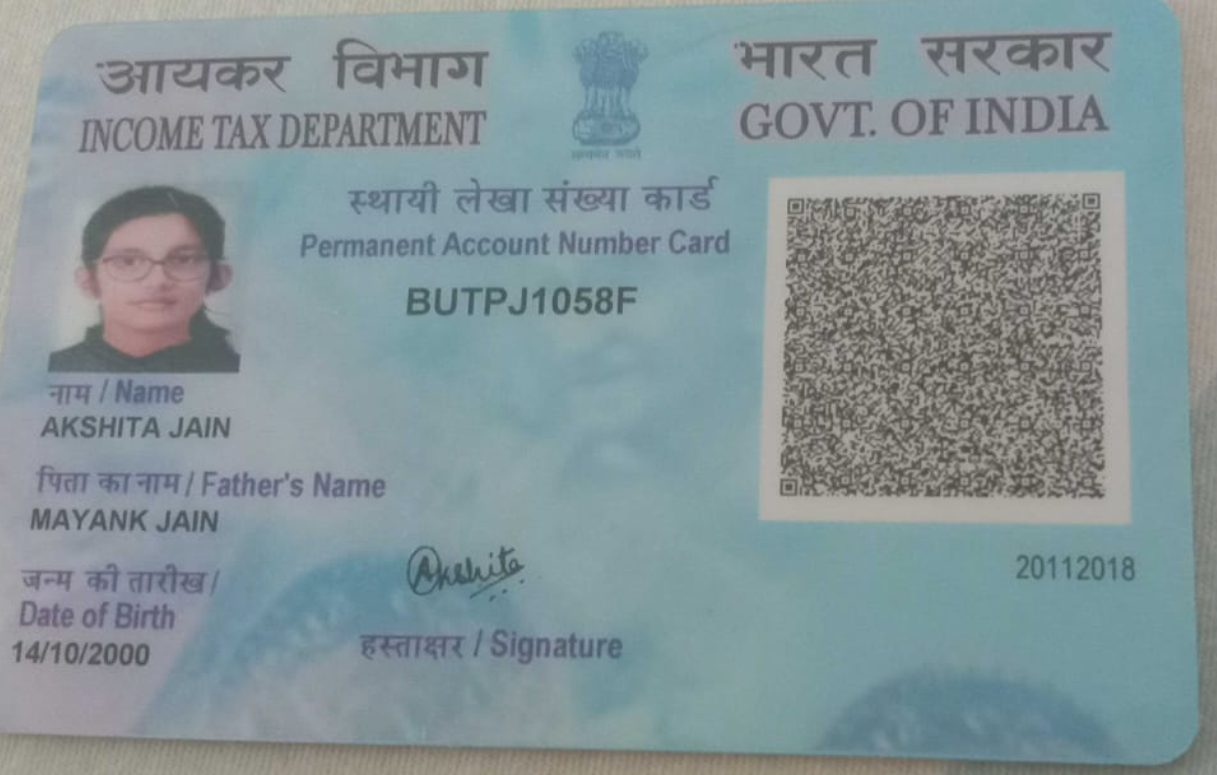 आयकर विभाग
INCOME TAX DEPARTMENT
भारत सरकार
GOVT. OF INDIA
स्थायी लेखा संख्या कार्ड
Permanent Account Number Card
BUTPJ1058F
नाम / Name
AKSHITA JAIN
पिता का नाम / Father's Name
MAYANK JAIN
जन्म की तारीख /
Date of Birth
14/10/2000
Akshita
हस्ताक्षर / Signature
20112018